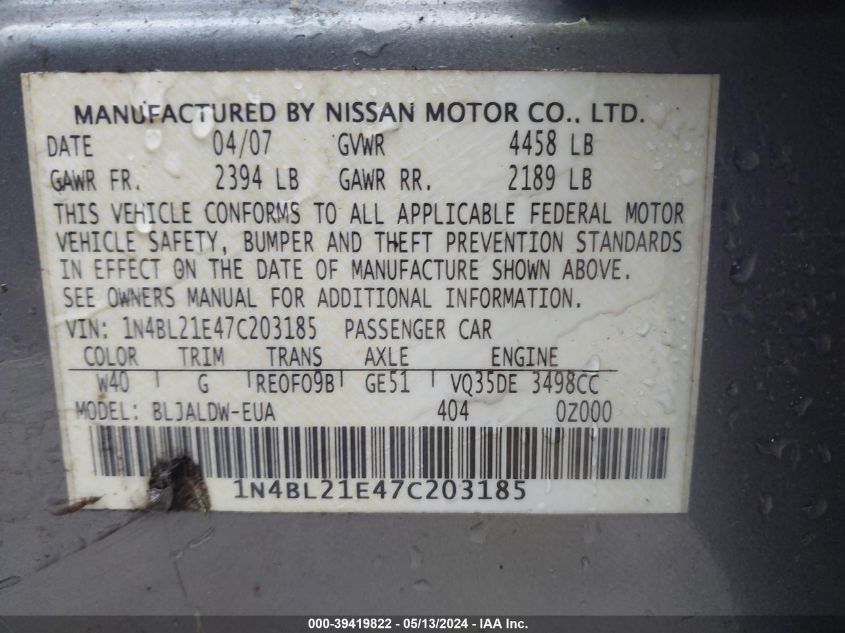 MANUFACTURED BY NISSAN MOTOR CO., LTD.
DATE 04/07 GVWR 4458 LB
GAWR FR. 2394 LB GAWR RR. 2189 LB
THIS VEHICLE CONFORMS TO ALL APPLICABLE FEDERAL MOTOR
VEHICLE SAFETY, BUMPER AND THEFT PREVENTION STANDARDS
IN EFFECT ON THE DATE OF MANUFACTURE SHOWN ABOVE.
SEE OWNERS MANUAL FOR ADDITIONAL INFORMATION.
VIN: 1N4BL21E47C203185 PASSENGER CAR
COLOR TRIM TRANS AXLE ENGINE
W40 G RE0F09B GE51 VQ35DE 3498CC
MODEL: BLJALDW-EUA 404 0Z000
1N4BL21E47C203185
000-39419822 - 05/13/2024 - IAA Inc.